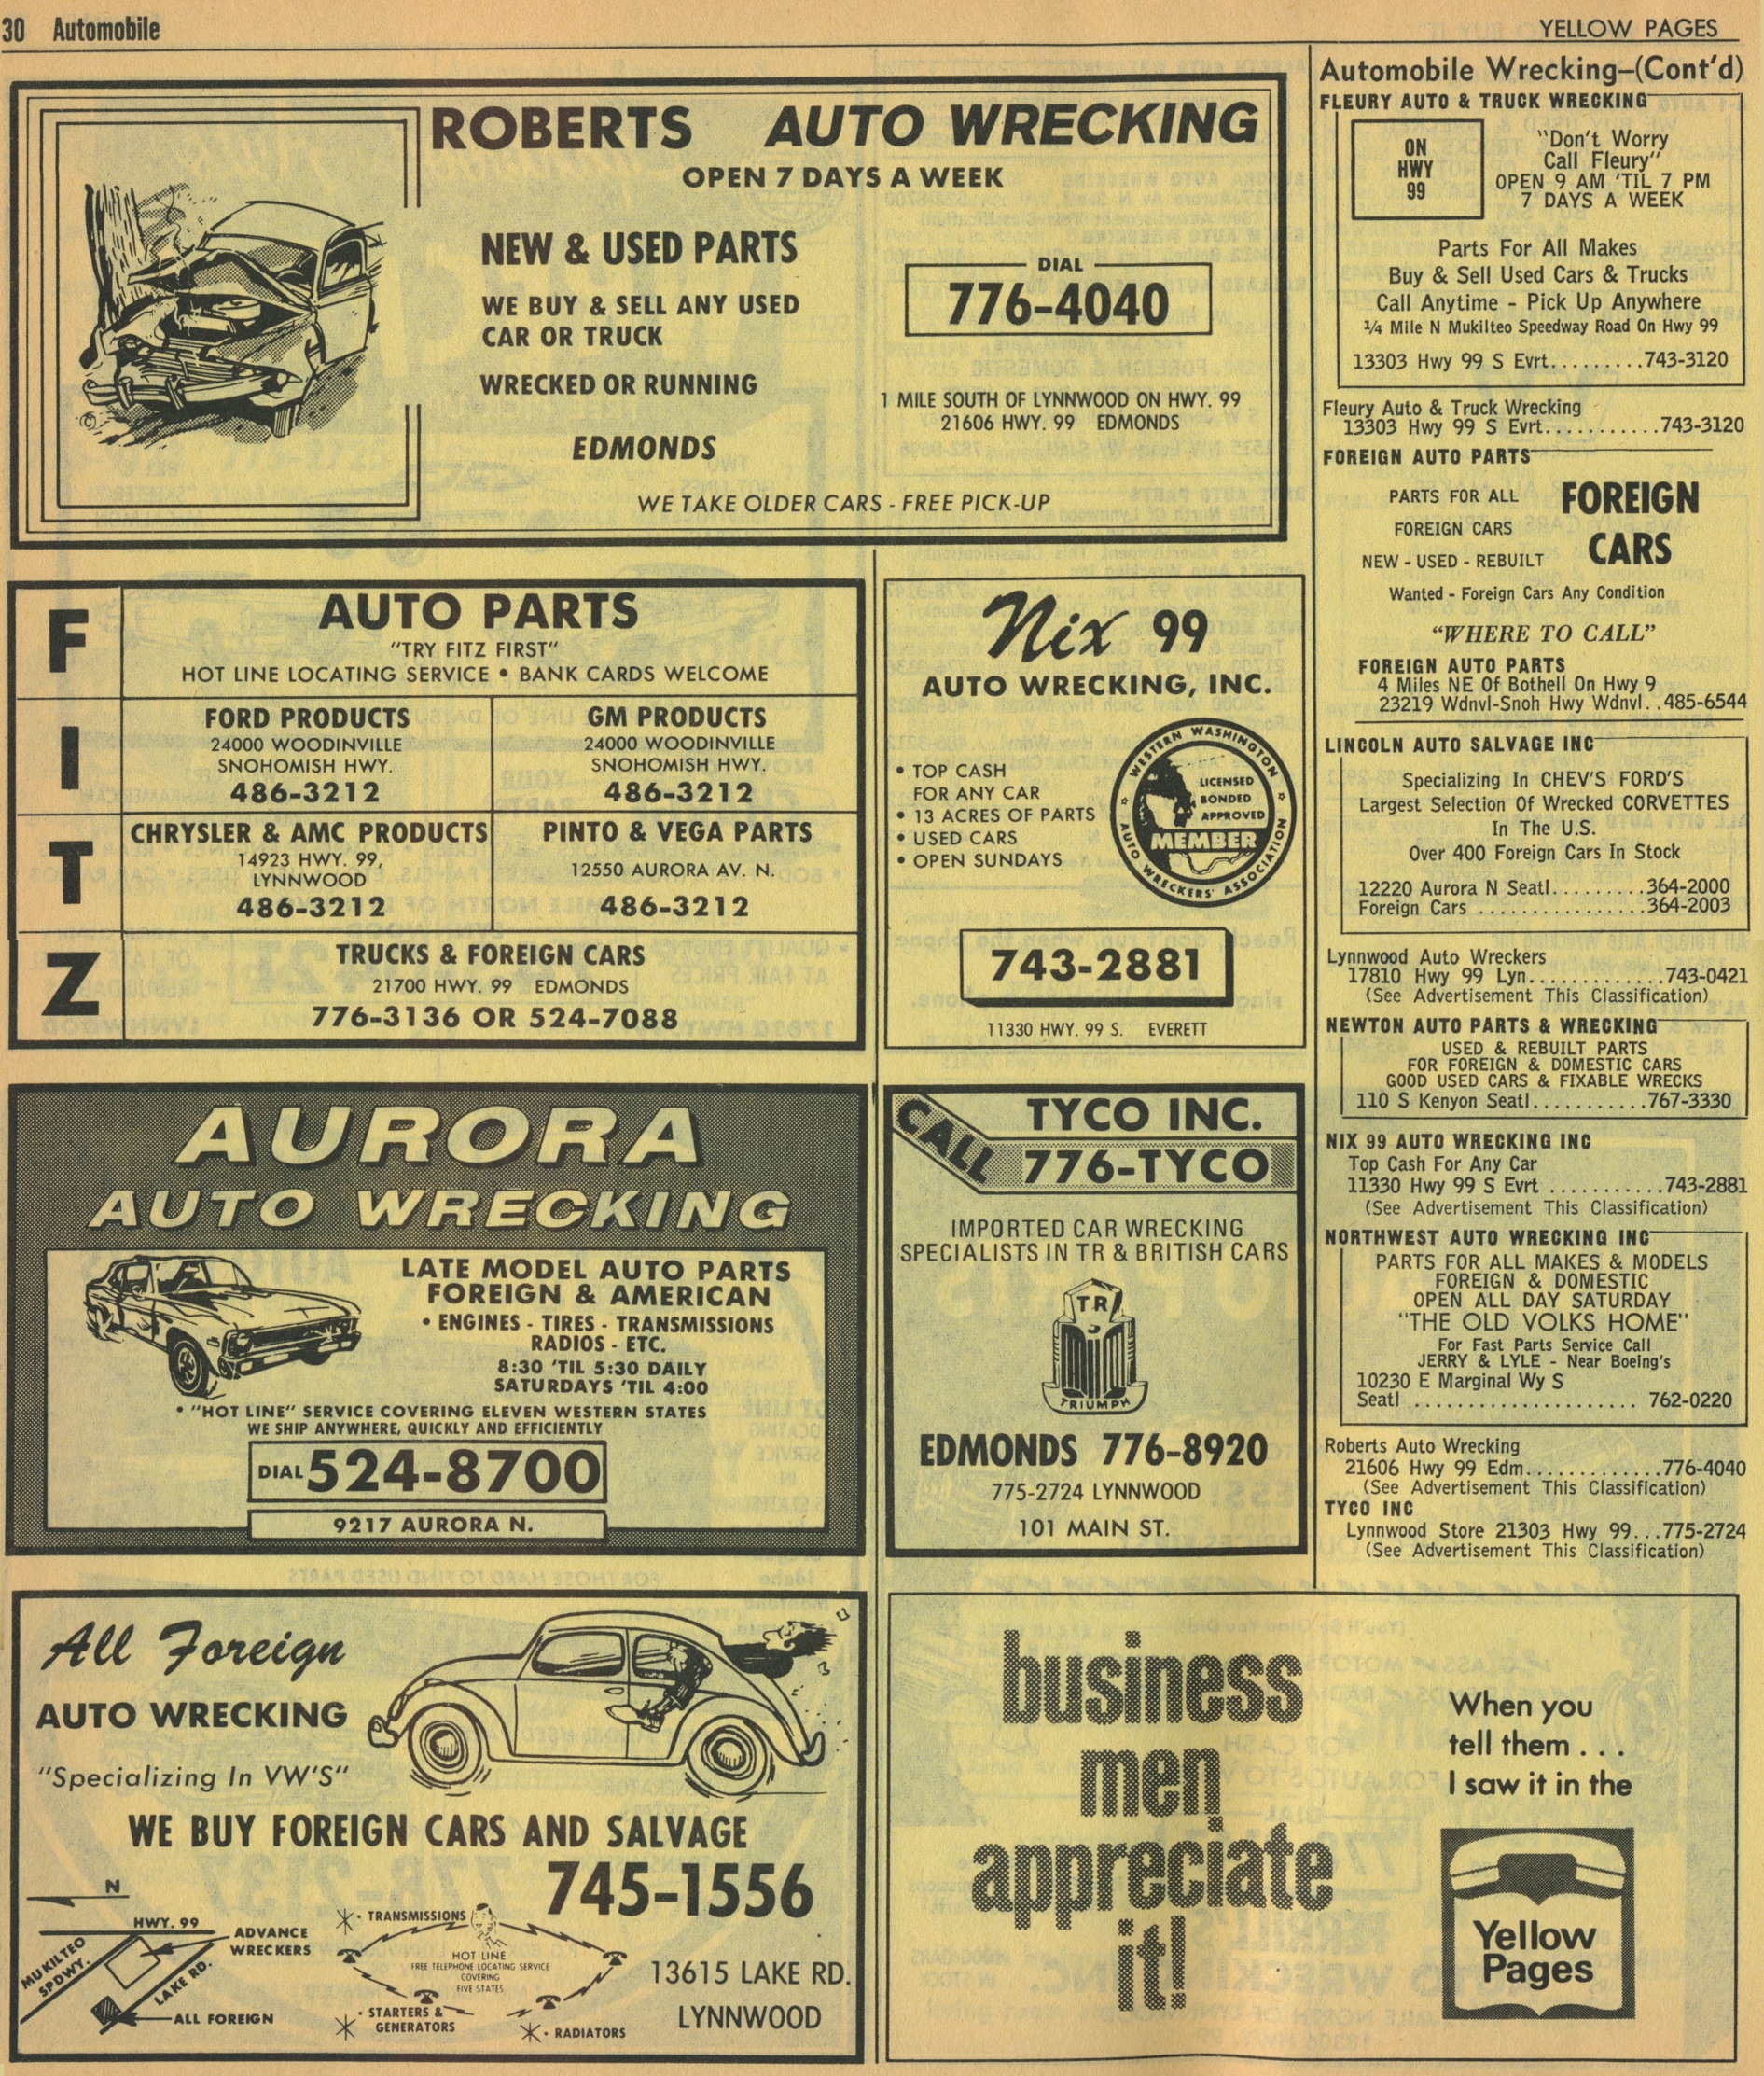 30 Automobile
YELLOW PAGES
ROBERTS AUTO WRECKING
OPEN 7 DAYS A WEEK
NEW & USED PARTS
WE BUY & SELL ANY USED
CAR OR TRUCK
WRECKED OR RUNNING
EDMONDS
DIAL
776-4040
1 MILE SOUTH OF LYNNWOOD ON HWY. 99
21606 HWY. 99 EDMONDS
WE TAKE OLDER CARS - FREE PICK-UP
©
FITZ
AUTO PARTS
"TRY FITZ FIRST"
HOT LINE LOCATING SERVICE • BANK CARDS WELCOME
FORD PRODUCTS
24000 WOODINVILLE
SNOHOMISH HWY.
486-3212
GM PRODUCTS
24000 WOODINVILLE
SNOHOMISH HWY.
486-3212
CHRYSLER & AMC PRODUCTS
14923 HWY. 99,
LYNNWOOD
486-3212
PINTO & VEGA PARTS
12550 AURORA AV. N.
486-3212
TRUCKS & FOREIGN CARS
21700 HWY. 99 EDMONDS
776-3136 OR 524-7088
Nix 99
AUTO WRECKING, INC.
• TOP CASH
FOR ANY CAR
• 13 ACRES OF PARTS
• USED CARS
• OPEN SUNDAYS
WESTERN WASHINGTON
AUTO WRECKERS' ASSOCIATION
LICENSED
BONDED
APPROVED
MEMBER
743-2881
11330 HWY. 99 S. EVERETT
AURORA
AUTO WRECKING
LATE MODEL AUTO PARTS
FOREIGN & AMERICAN
• ENGINES - TIRES - TRANSMISSIONS
RADIOS - ETC.
8:30 'TIL 5:30 DAILY
SATURDAYS 'TIL 4:00
• "HOT LINE" SERVICE COVERING ELEVEN WESTERN STATES
WE SHIP ANYWHERE, QUICKLY AND EFFICIENTLY
DIAL 524-8700
9217 AURORA N.
CALL
TYCO INC.
776-TYCO
IMPORTED CAR WRECKING
SPECIALISTS IN TR & BRITISH CARS
TR
TRIUMPH
EDMONDS 776-8920
775-2724 LYNNWOOD
101 MAIN ST.
All Foreign
AUTO WRECKING
"Specializing In VW'S"
WE BUY FOREIGN CARS AND SALVAGE
745-1556
N
HWY. 99
MUKILTEO
SPDWY.
LAKE RD.
ADVANCE
WRECKERS
ALL FOREIGN
• TRANSMISSIONS
HOT LINE
FREE TELEPHONE LOCATING SERVICE
COVERING
FIVE STATES
• STARTERS &
GENERATORS
• RADIATORS
13615 LAKE RD.
LYNNWOOD
business
men
appreciate
it!
When you
tell them . . .
I saw it in the
Yellow
Pages
Automobile Wrecking–(Cont'd)
FLEURY AUTO & TRUCK WRECKING
ON
HWY
99
"Don't Worry
Call Fleury"
OPEN 9 AM 'TIL 7 PM
7 DAYS A WEEK
Parts For All Makes
Buy & Sell Used Cars & Trucks
Call Anytime - Pick Up Anywhere
¼ Mile N Mukilteo Speedway Road On Hwy 99
13303 Hwy 99 S Evrt.........743-3120
Fleury Auto & Truck Wrecking
13303 Hwy 99 S Evrt...........743-3120
FOREIGN AUTO PARTS
PARTS FOR ALL
FOREIGN CARS
NEW - USED - REBUILT
FOREIGN
CARS
Wanted - Foreign Cars Any Condition
"WHERE TO CALL"
FOREIGN AUTO PARTS
4 Miles NE Of Bothell On Hwy 9
23219 Wdnvl-Snoh Hwy Wdnvl..485-6544
LINCOLN AUTO SALVAGE INC
Specializing In CHEV'S FORD'S
Largest Selection Of Wrecked CORVETTES
In The U.S.
Over 400 Foreign Cars In Stock
12220 Aurora N Seatl.........364-2000
Foreign Cars ................364-2003
Lynnwood Auto Wreckers
17810 Hwy 99 Lyn.............743-0421
(See Advertisement This Classification)
NEWTON AUTO PARTS & WRECKING
USED & REBUILT PARTS
FOR FOREIGN & DOMESTIC CARS
GOOD USED CARS & FIXABLE WRECKS
110 S Kenyon Seatl...........767-3330
NIX 99 AUTO WRECKING INC
Top Cash For Any Car
11330 Hwy 99 S Evrt ...........743-2881
(See Advertisement This Classification)
NORTHWEST AUTO WRECKING INC
PARTS FOR ALL MAKES & MODELS
FOREIGN & DOMESTIC
OPEN ALL DAY SATURDAY
"THE OLD VOLKS HOME"
For Fast Parts Service Call
JERRY & LYLE - Near Boeing's
10230 E Marginal Wy S
Seatl ...................... 762-0220
Roberts Auto Wrecking
21606 Hwy 99 Edm.............776-4040
(See Advertisement This Classification)
TYCO INC
Lynnwood Store 21303 Hwy 99...775-2724
(See Advertisement This Classification)